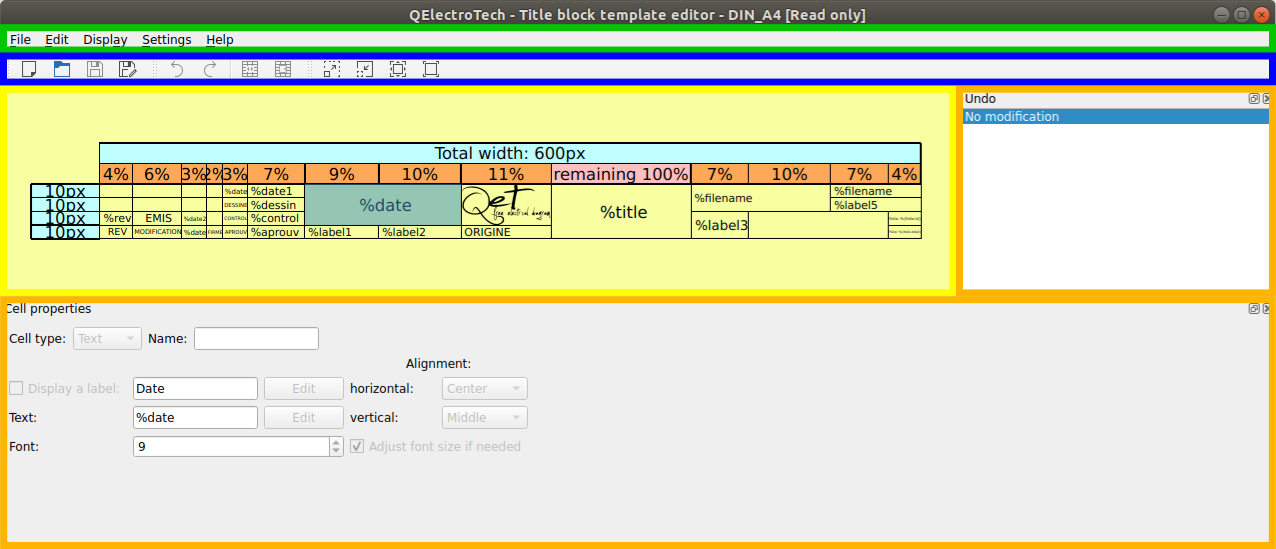 QElectroTech - Title block template editor - DIN_A4 [Read only]
File Edit Display Settings Help
Undo
No modification
Total width: 600px
4% 6% 3% 2% 3% 7% 9% 10% 11% remaining 100% 7% 10% 7% 4%
10px %date %date1 %date Qet %title %filename %filename
10px DESSINE %dessin free electrical diagram %label5
10px %rev EMIS %date2 CONTROL %control %label3
10px REV MODIFICATION %date FIRME APROUV %aprouv %label1 %label2 ORIGINE
Cell properties
Cell type: Text Name:
Alignment:
Display a label: Date Edit horizontal: Center
Text: %date Edit vertical: Middle
Font: 9 Adjust font size if needed